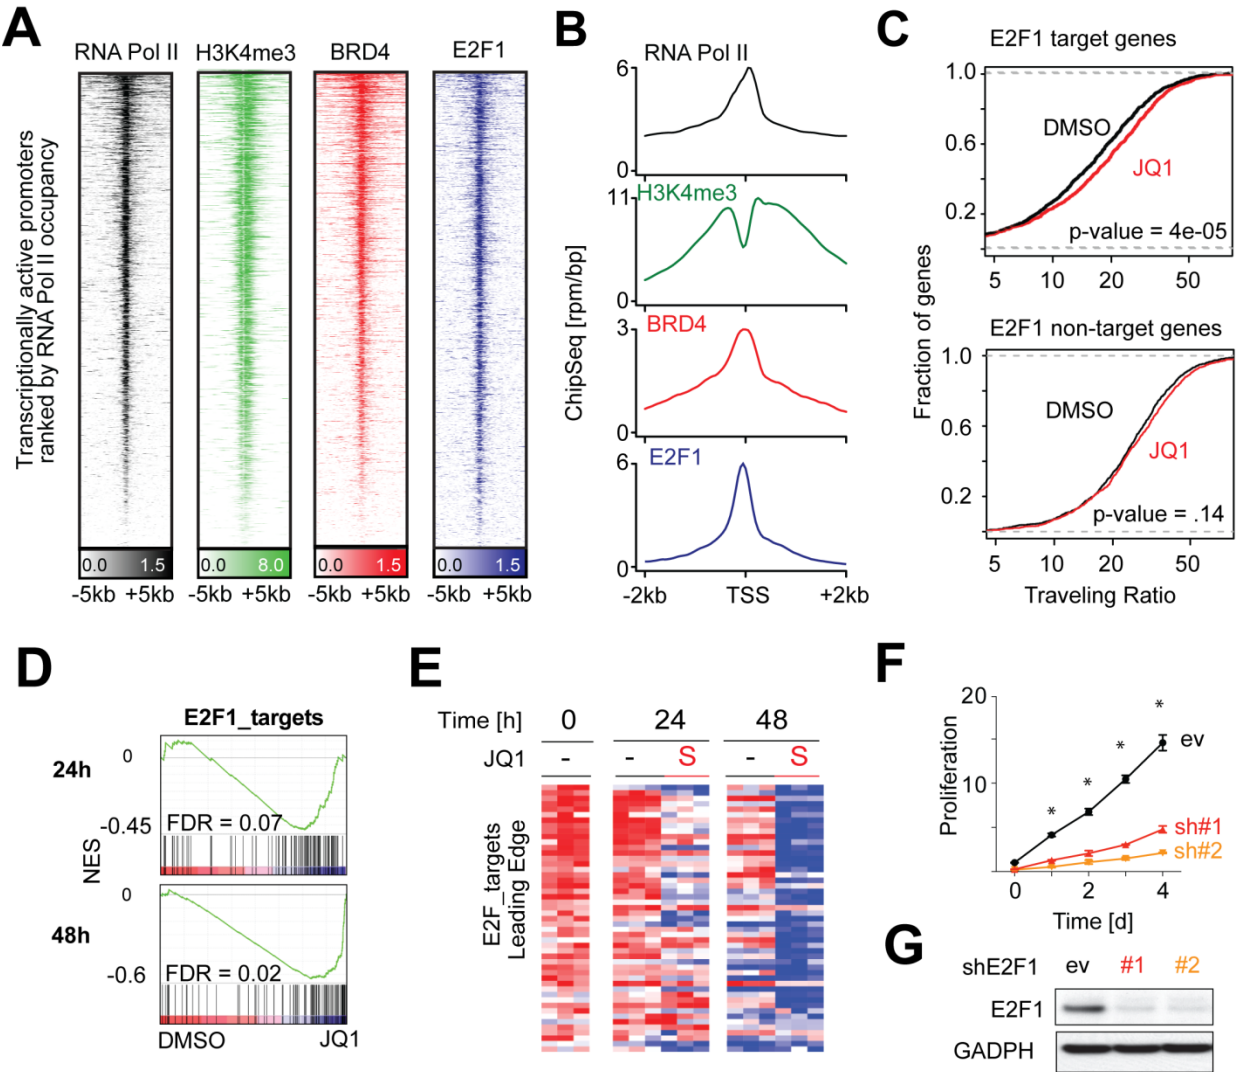 A
RNA Pol II H3K4me3 BRD4 E2F1
Transcriptionally active promoters
ranked by RNA Pol II occupancy
0.0 1.5 0.0 8.0 0.0 1.5 0.0 1.5
-5kb +5kb -5kb +5kb -5kb +5kb -5kb +5kb
B
RNA Pol II
6
0
H3K4me3
11
0
BRD4
3
0
E2F1
6
0
ChipSeq [rpm/bp]
-2kb TSS +2kb
C
E2F1 target genes
1.0
0.6
0.2
DMSO
JQ1
p-value = 4e-05
5 10 20 50
E2F1 non-target genes
1.0
0.6
0.2
DMSO
JQ1
p-value = .14
5 10 20 50
Fraction of genes
Traveling Ratio
D
E2F1_targets
24h
0
-0.45
FDR = 0.07
NES
48h
0
-0.6
FDR = 0.02
DMSO JQ1
E
Time [h] 0 24 48
JQ1 - - S - S
E2F_targets
Leading Edge
F
20
10
Proliferation
* * * *
ev
sh#1
sh#2
0 2 4
Time [d]
G
shE2F1 ev #1 #2
E2F1
GADPH